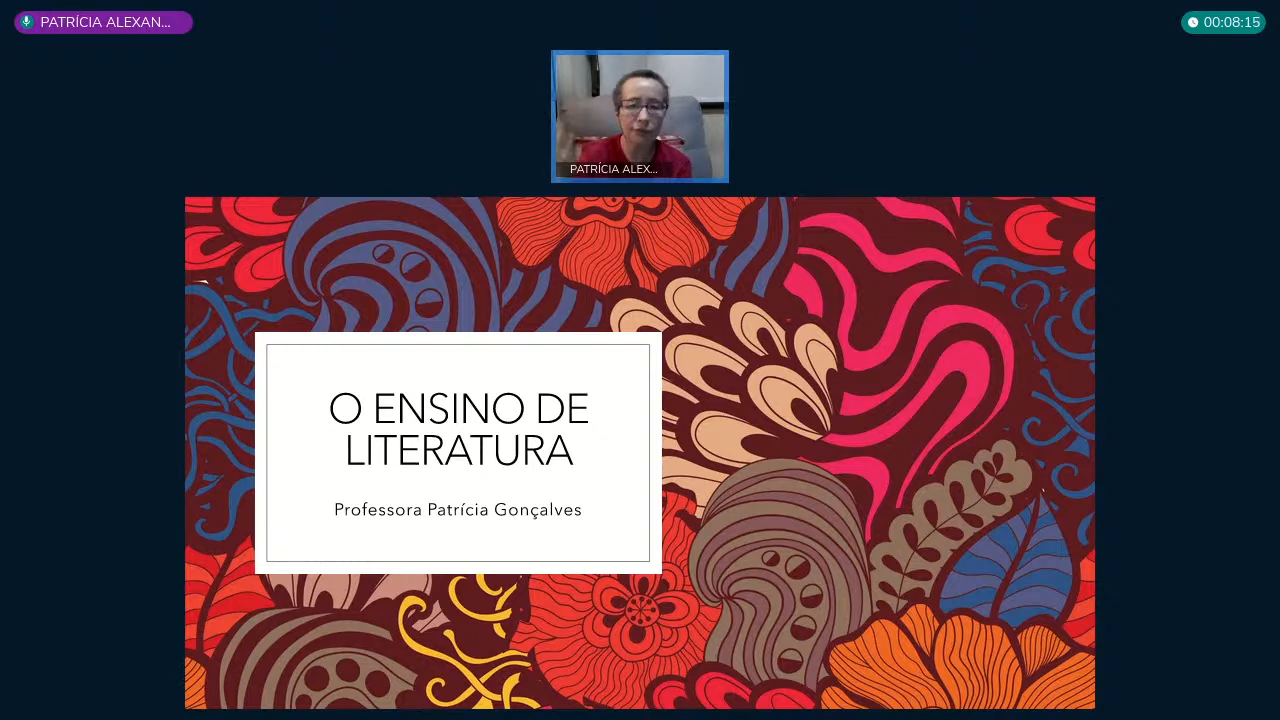 PATRÍCIA ALEXAN...
00:08:15
PATRÍCIA ALEX...
O ENSINO DE
LITERATURA
Professora Patrícia Gonçalves